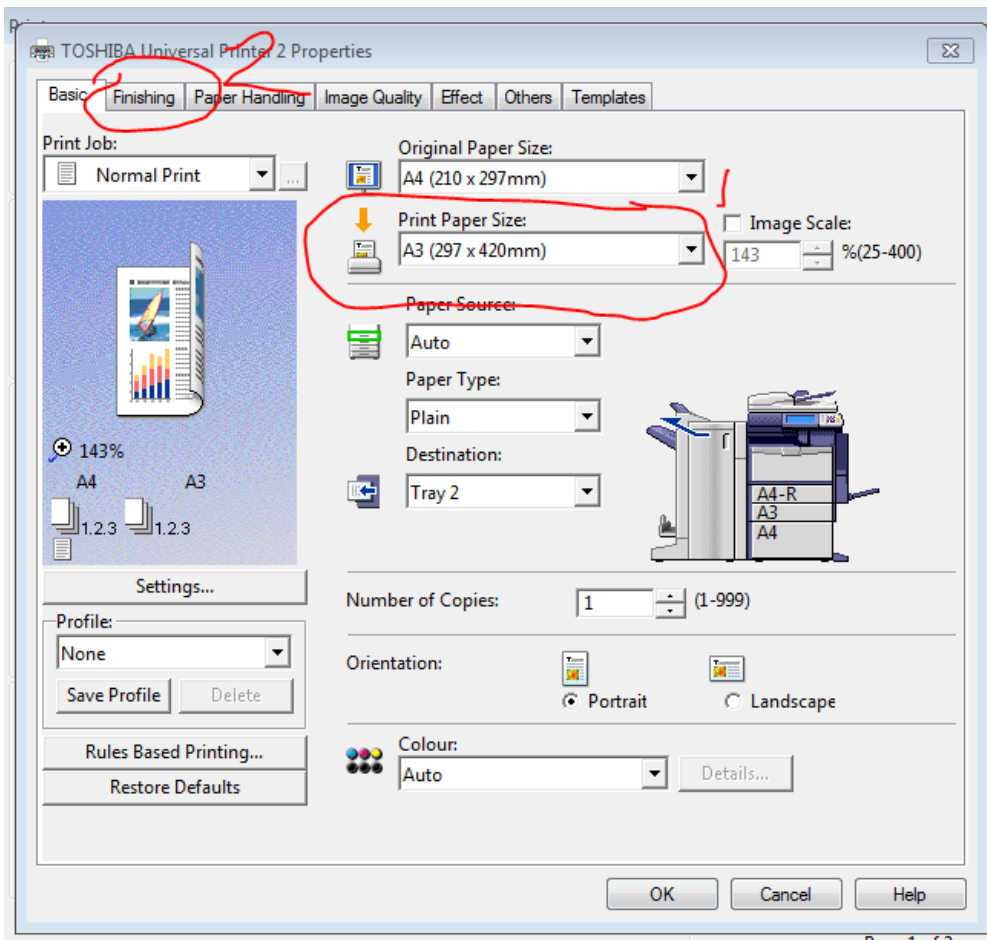 TOSHIBA Universal Printer 2 Properties
2
Basic Finishing Paper Handling Image Quality Effect Others Templates
Print Job:
Normal Print
...
Original Paper Size:
A4 (210 x 297mm)
1
Print Paper Size:
A3 (297 x 420mm)
Image Scale:
143 %(25-400)
Paper Source:
Auto
Paper Type:
Plain
Destination:
Tray 2
143%
A4 A3
1.2.3 1.2.3
A4-R
A3
A4
Settings...
Number of Copies: 1 (1-999)
Profile:
None
Save Profile Delete
Orientation:
Portrait Landscape
Rules Based Printing...
Restore Defaults
Colour:
Auto
Details...
OK Cancel Help